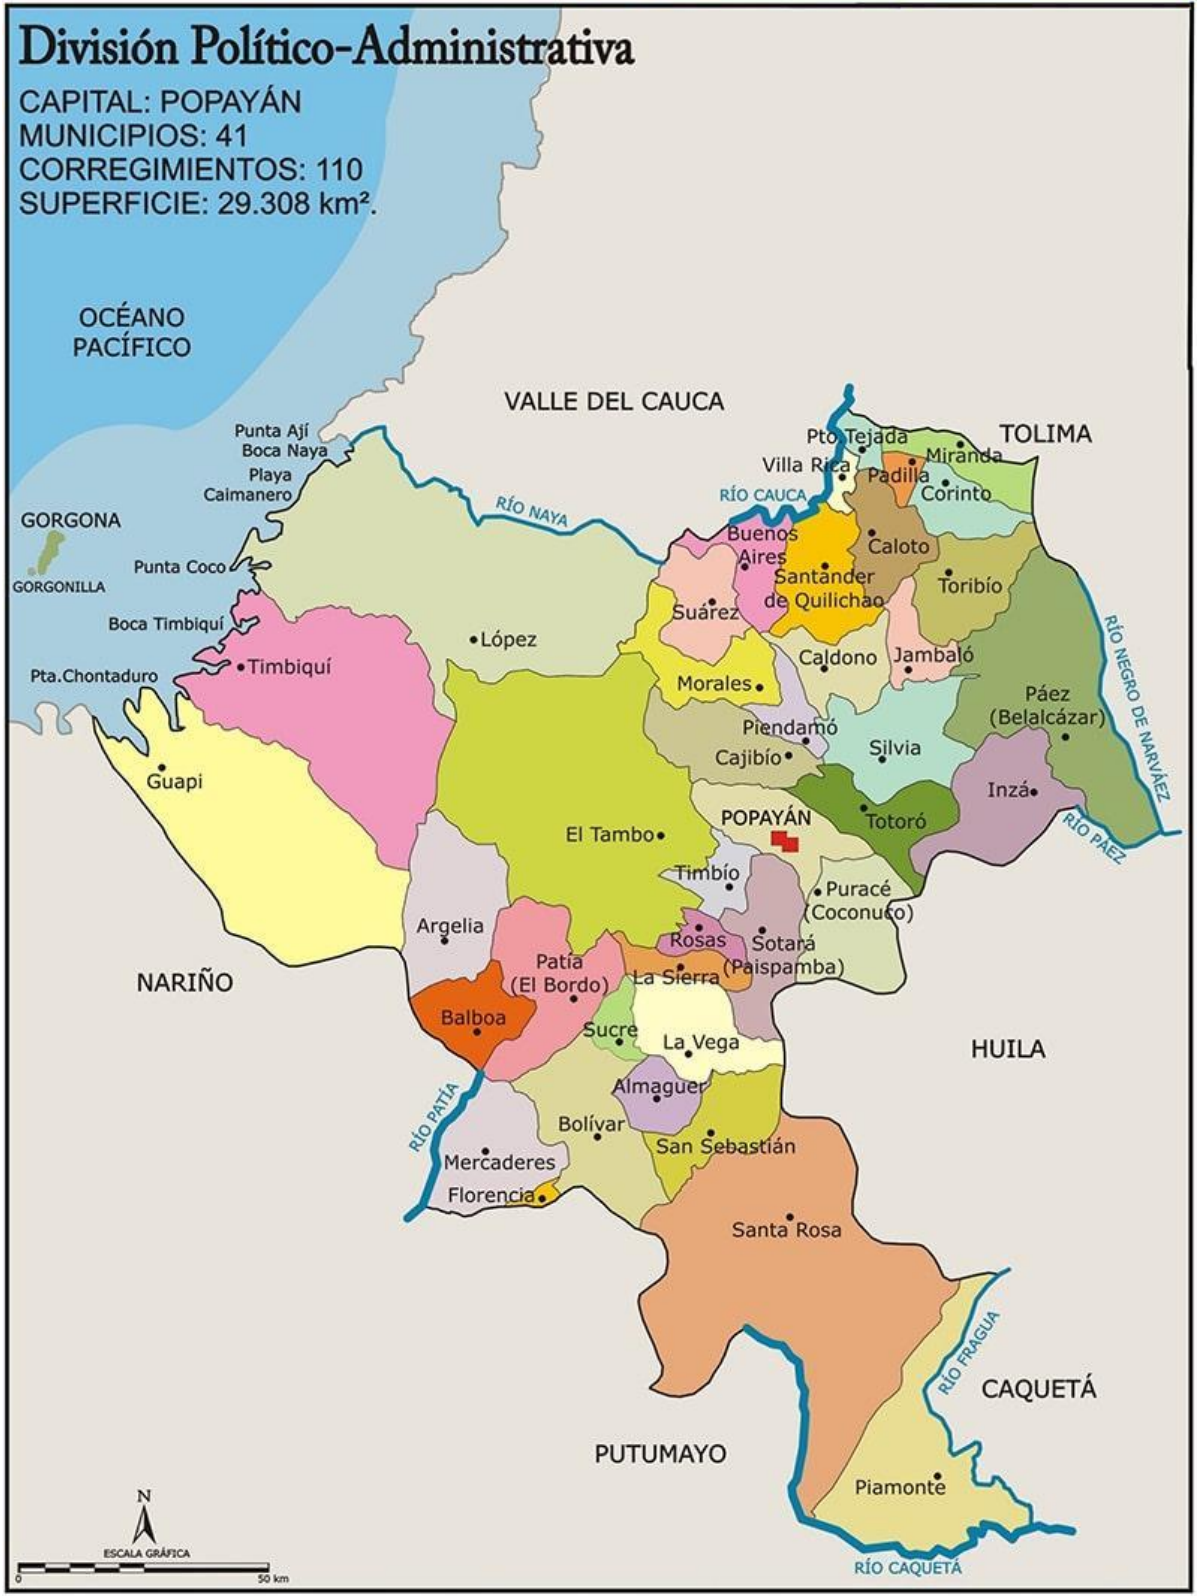 División Político-Administrativa
CAPITAL: POPAYÁN
MUNICIPIOS: 41
CORREGIMIENTOS: 110
SUPERFICIE: 29.308 km².
OCÉANO
PACÍFICO
VALLE DEL CAUCA
TOLIMA
Punta Ají
Boca Naya
Playa
Caimanero
RÍO NAYA
RÍO CAUCA
Pto.Tejada
Miranda
Villa Rica
Padilla
Corinto
GORGONA
GORGONILLA
Punta Coco
Boca Timbiquí
Pta.Chontaduro
Buenos
Aires
Caloto
Santander
de Quilichao
Toribío
Suárez
López
Timbiquí
Caldono
Jambaló
Morales
Páez
(Belalcázar)
RÍO NEGRO DE NARVÁEZ
Piendamó
Silvia
Cajibío
Guapi
Inzá
POPAYÁN
Totoró
RÍO PÁEZ
El Tambo
Timbío
Puracé
(Coconuco)
Argelia
Rosas
Sotará
(Paispamba)
Patía
(El Bordo)
La Sierra
NARIÑO
Balboa
Sucre
La Vega
HUILA
Almaguer
RÍO PATÍA
Bolívar
San Sebastián
Mercaderes
Florencia
Santa Rosa
RÍO FRAGUA
CAQUETÁ
PUTUMAYO
Piamonte
RÍO CAQUETÁ
N
ESCALA GRÁFICA
0
50 km